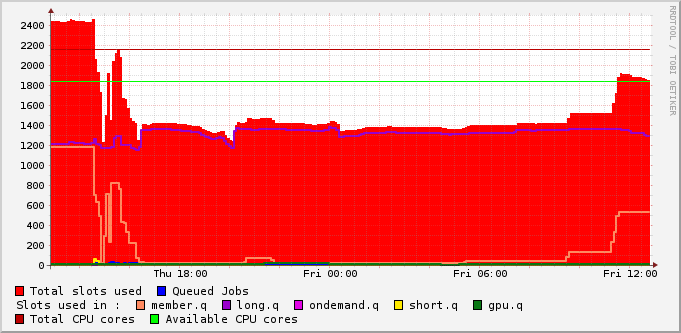 RRDTOOL / TOBI OETIKER
2400
2200
2000
1800
1600
1400
1200
1000
800
600
400
200
0
Thu 18:00 Fri 00:00 Fri 06:00 Fri 12:00
Total slots used Queued Jobs
Slots used in : member.q long.q ondemand.q short.q gpu.q
Total CPU cores Available CPU cores